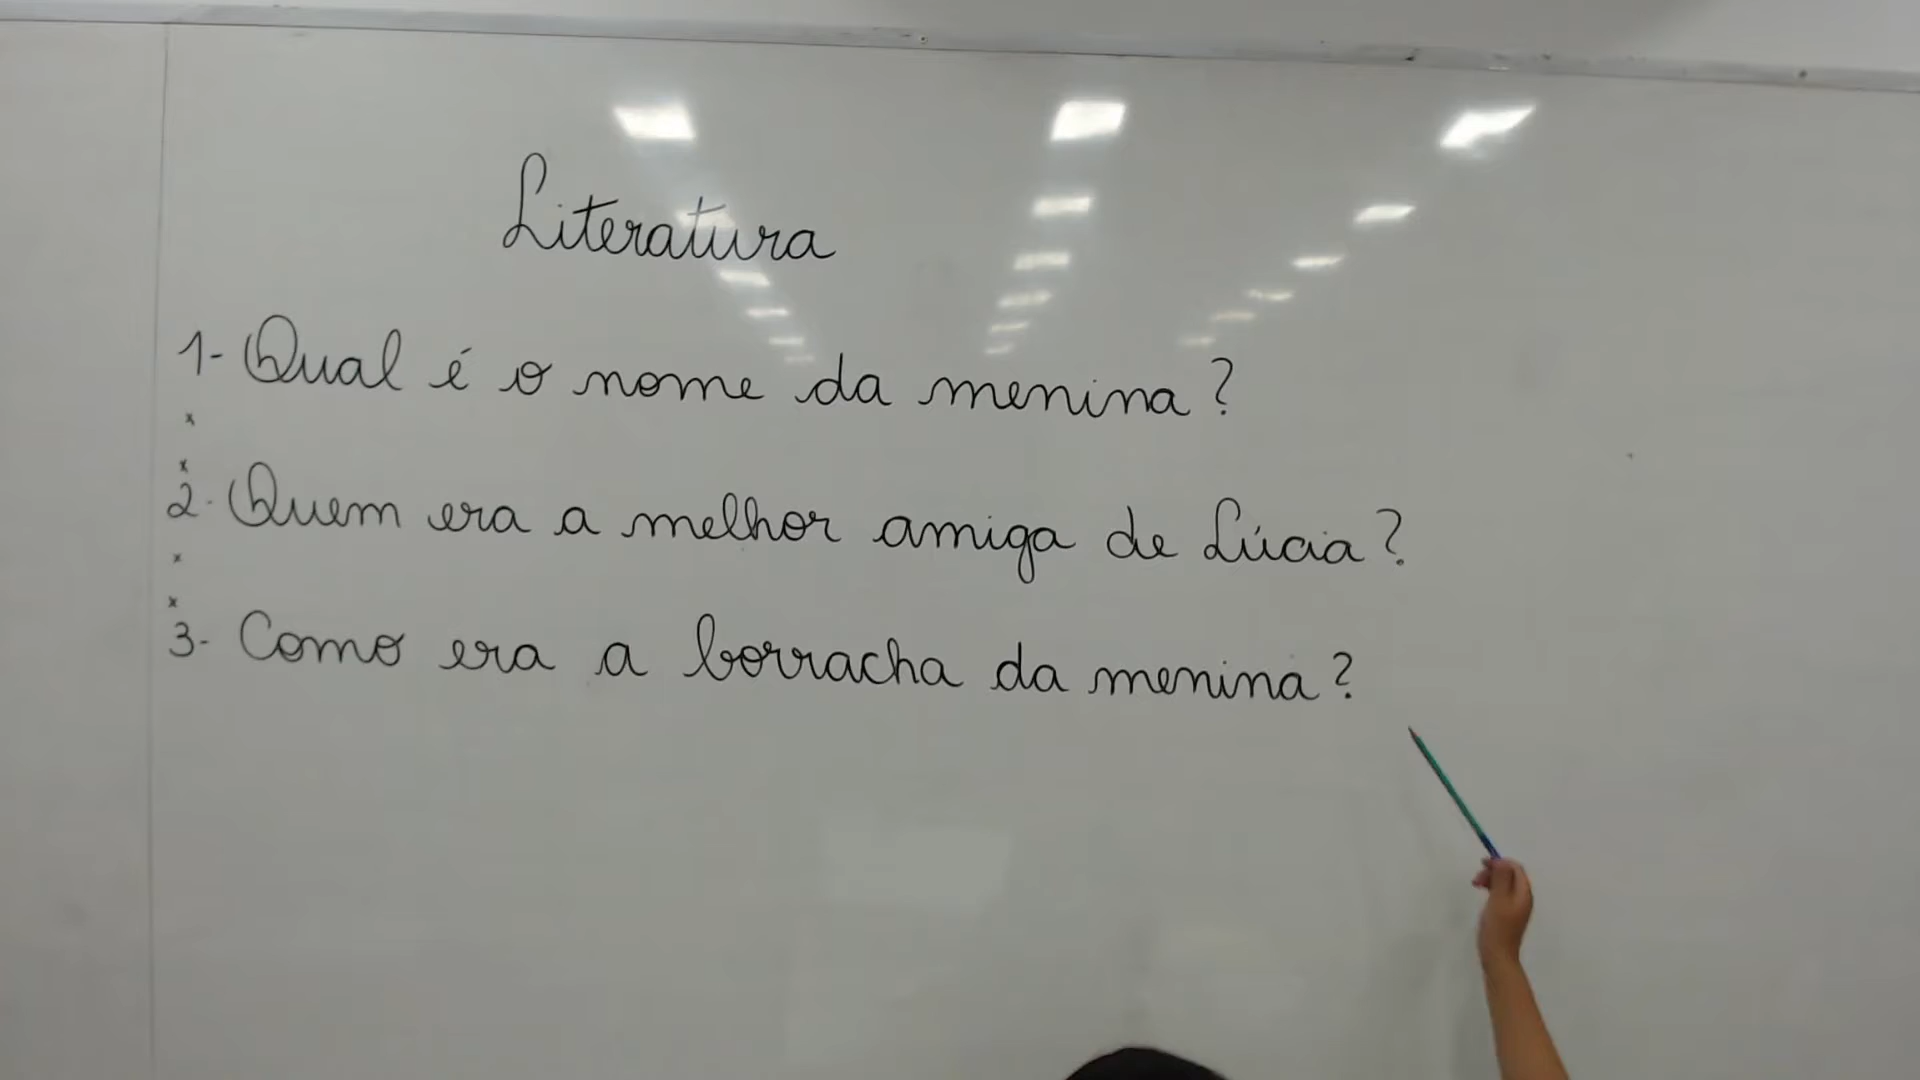 Literatura
1- Qual é o nome da menina?
x
x
2- Quem era a melhor amiga de Lúcia?
x
x
3- Como era a borracha da menina?